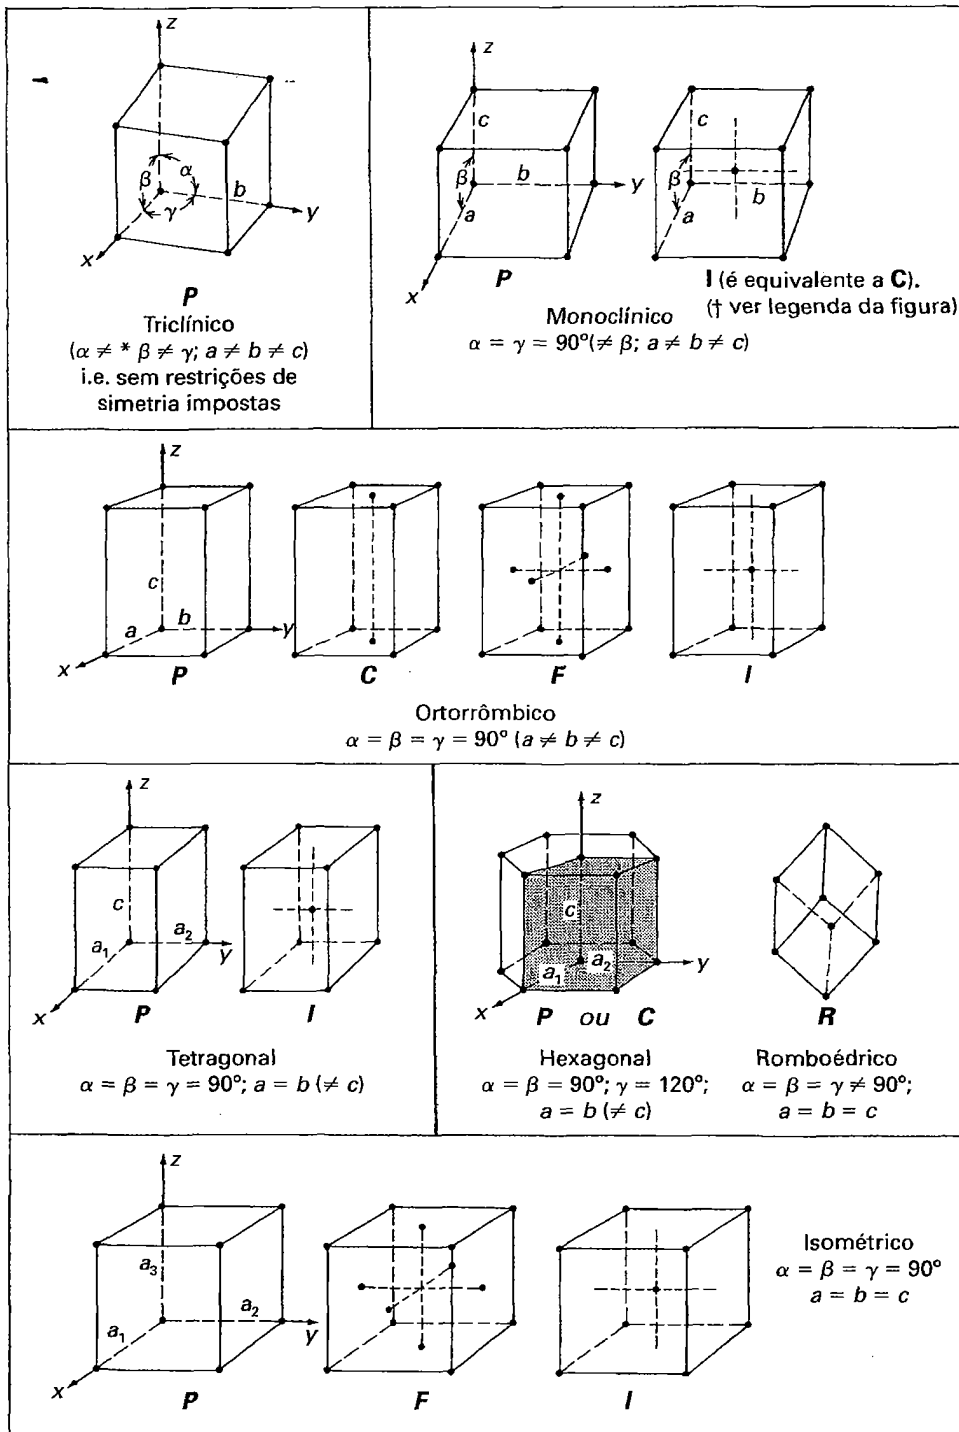 z
α
β
γ
b
y
x
P
Triclínico
(α ≠ * β ≠ γ; a ≠ b ≠ c)
i.e. sem restrições de
simetria impostas
z
c
β
b
a
y
x
P
c
β
b
a
I (é equivalente a C).
(† ver legenda da figura)
Monoclínico
α = γ = 90°(≠ β; a ≠ b ≠ c)
z
c
a
b
y
x
P
C
F
I
Ortorrômbico
α = β = γ = 90° (a ≠ b ≠ c)
z
c
a₁
a₂
y
x
P
I
Tetragonal
α = β = γ = 90°; a = b (≠ c)
z
c
a₁
a₂
y
x
P ou C
Hexagonal
α = β = 90°; γ = 120°;
a = b (≠ c)
R
Romboédrico
α = β = γ ≠ 90°;
a = b = c
z
a₃
a₂
a₁
y
x
P
F
I
Isométrico
α = β = γ = 90°
a = b = c